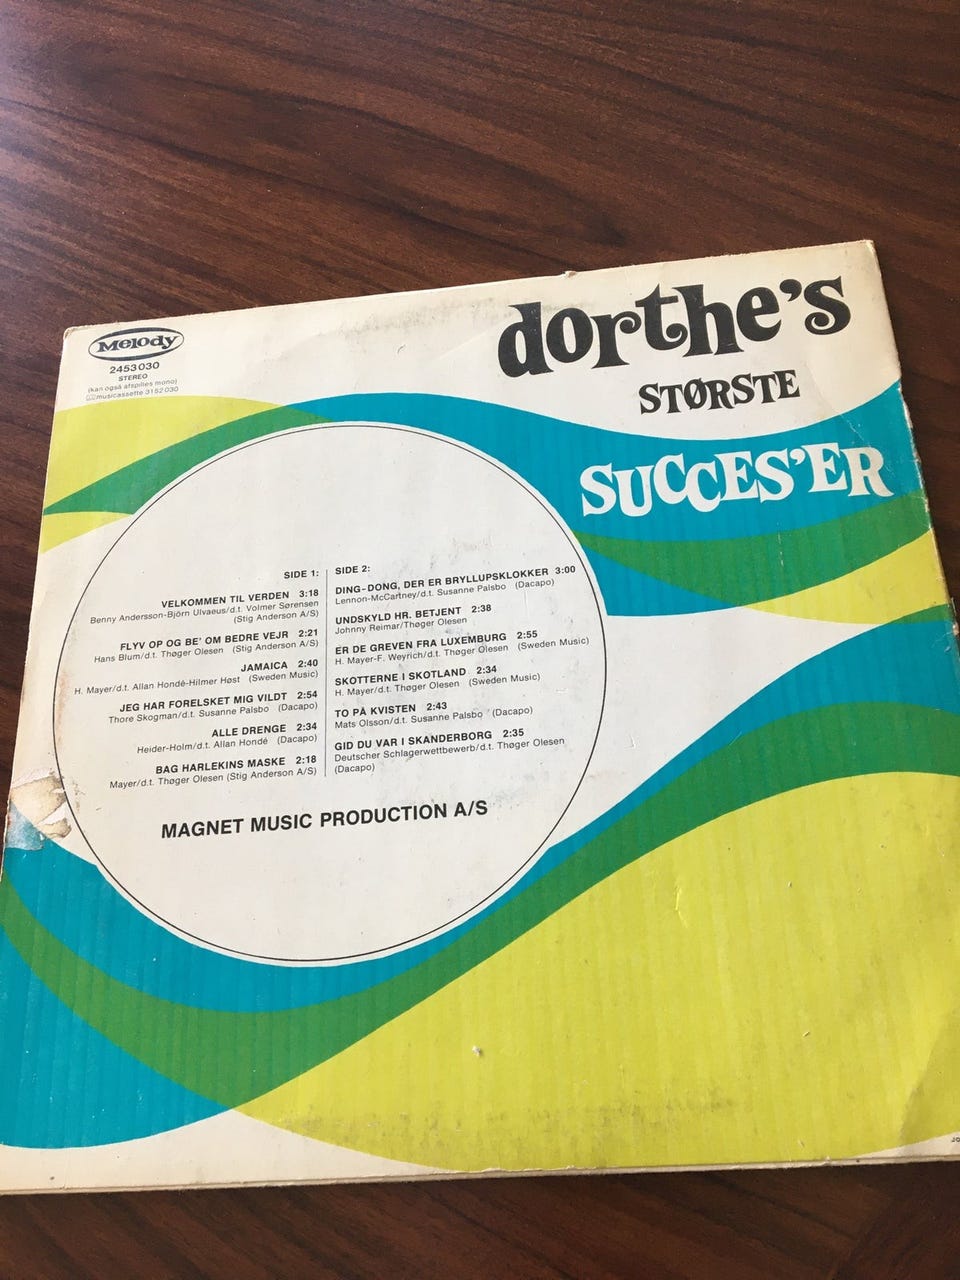 Melody
2453030
STEREO
(kan også afspilles mono)
musicassette 3152 030
dorthe's
STØRSTE
SUCCES'ER
SIDE 1:
VELKOMMEN TIL VERDEN 3:18
Benny Andersson-Björn Ulvaeus/d.t. Volmer Sørensen
(Stig Anderson A/S)
FLYV OP OG BE' OM BEDRE VEJR 2:21
Hans Blum/d.t. Thøger Olesen (Stig Anderson A/S)
JAMAICA 2:40
H. Mayer/d.t. Allan Hondé-Hilmer Høst (Sweden Music)
JEG HAR FORELSKET MIG VILDT 2:54
Thore Skogman/d.t. Susanne Palsbo (Dacapo)
ALLE DRENGE 2:34
Heider-Holm/d.t. Allan Hondé (Dacapo)
BAG HARLEKINS MASKE 2:18
Mayer/d.t. Thøger Olesen (Stig Anderson A/S)
SIDE 2:
DING-DONG, DER ER BRYLLUPSKLOKKER 3:00
Lennon-McCartney/d.t. Susanne Palsbo (Dacapo)
UNDSKYLD HR. BETJENT 2:38
Johnny Reimar/Thøger Olesen
ER DE GREVEN FRA LUXEMBURG 2:55
H. Mayer-F. Weyrich/d.t. Thøger Olesen (Sweden Music)
SKOTTERNE I SKOTLAND 2:34
H. Mayer/d.t. Thøger Olesen (Sweden Music)
TO PÅ KVISTEN 2:43
Mats Olsson/d.t. Susanne Palsbo (Dacapo)
GID DU VAR I SKANDERBORG 2:35
Deutscher Schlagerwettbewerb/d.t. Thøger Olesen
(Dacapo)
MAGNET MUSIC PRODUCTION A/S